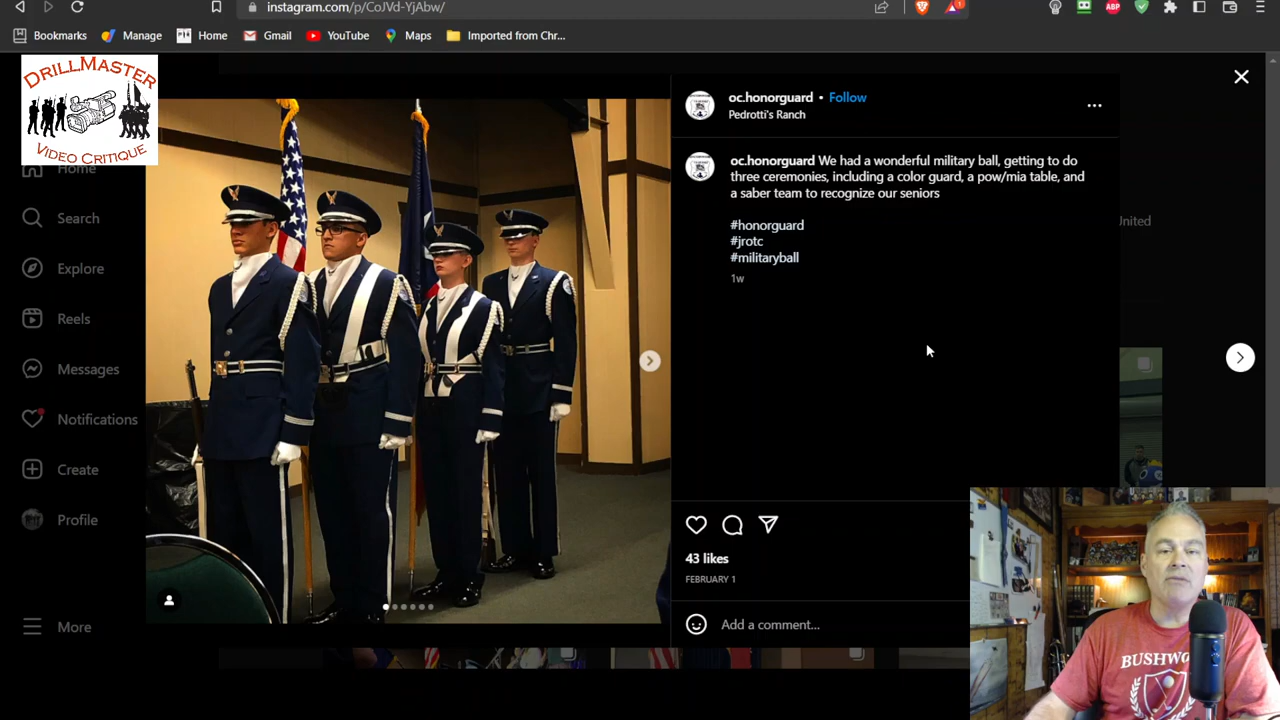 instagram.com/p/CoJVd-YjAbw/
Bookmarks Manage Home Gmail YouTube Maps Imported from Chr...
DRILLMASTER
VIDEO CRITIQUE
Home
Search
Explore
Reels
Messages
Notifications
Create
Profile
More
oc.honorguard • Follow
Pedrotti's Ranch
oc.honorguard We had a wonderful military ball, getting to do
three ceremonies, including a color guard, a pow/mia table, and
a saber team to recognize our seniors
#honorguard
#jrotc
#militaryball
1w
United
43 likes
FEBRUARY 1
Add a comment...
ABP
1